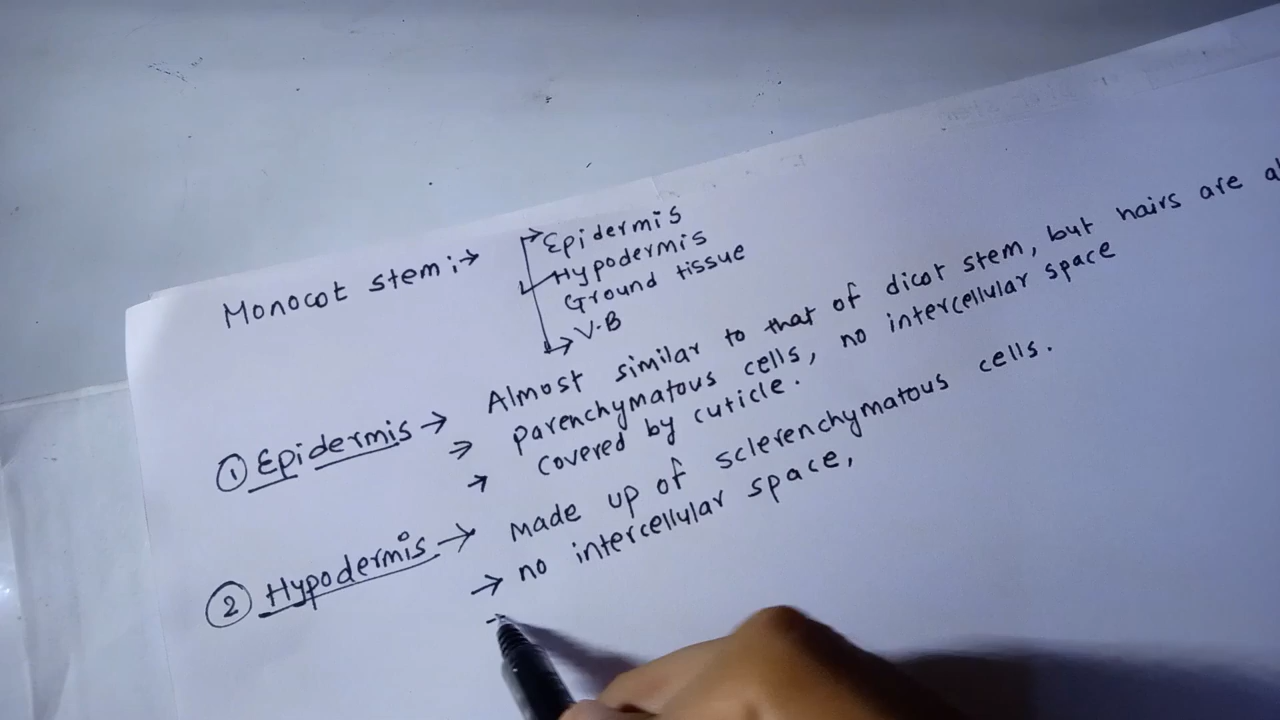 Monocot stem :→
Epidermis
Hypodermis
Ground tissue
→ V.B
① Epidermis → Almost similar to that of dicot stem, but hairs are
⇒ parenchymatous cells, no intercellular space
→ covered by cuticle.
② Hypodermis → Made up of sclerenchymatous cells.
→ no intercellular space,